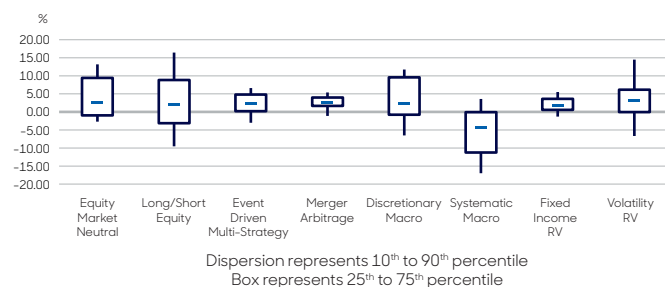 %
20.00
15.00
10.00
5.00
0.00
-5.00
-10.00
-15.00
-20.00
Equity
Market
Neutral
Long/Short
Equity
Event
Driven
Multi-Strategy
Merger
Arbitrage
Discretionary
Macro
Systematic
Macro
Fixed
Income
RV
Volatility
RV
Dispersion represents 10th to 90th percentile
Box represents 25th to 75th percentile